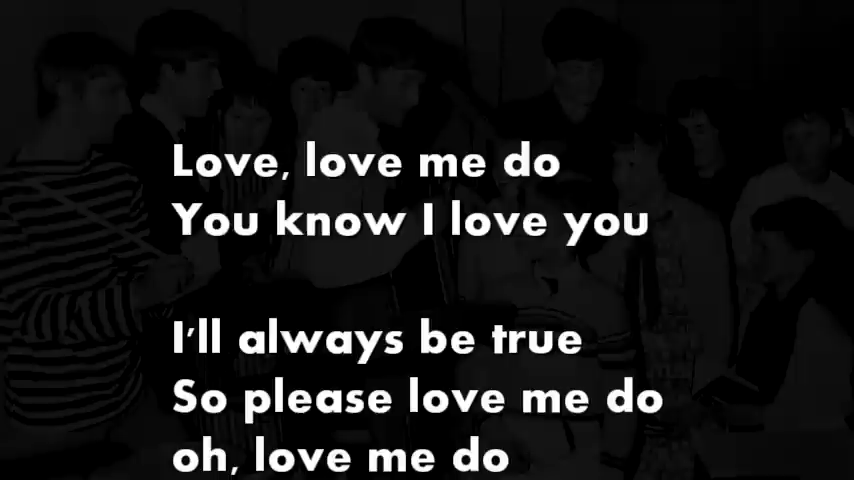 Love, love me do
You know I love you
I'll always be true
So please love me do
oh, love me do